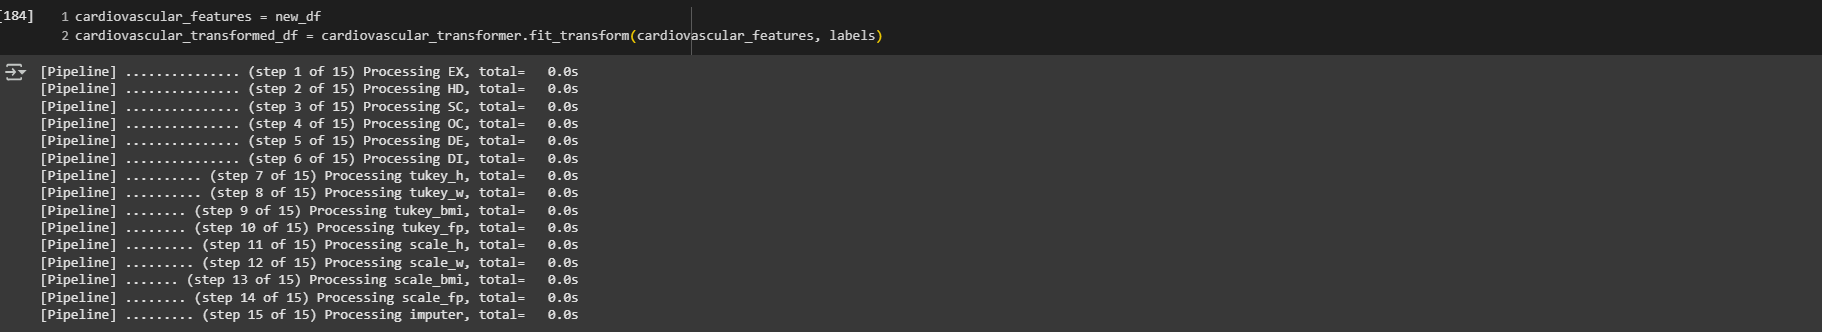 [184]
1 cardiovascular_features = new_df
2 cardiovascular_transformed_df = cardiovascular_transformer.fit_transform(cardiovascular_features, labels)
[Pipeline] ............... (step 1 of 15) Processing EX, total=   0.0s
[Pipeline] ............... (step 2 of 15) Processing HD, total=   0.0s
[Pipeline] ............... (step 3 of 15) Processing SC, total=   0.0s
[Pipeline] ............... (step 4 of 15) Processing OC, total=   0.0s
[Pipeline] ............... (step 5 of 15) Processing DE, total=   0.0s
[Pipeline] ............... (step 6 of 15) Processing DI, total=   0.0s
[Pipeline] .......... (step 7 of 15) Processing tukey_h, total=   0.0s
[Pipeline] .......... (step 8 of 15) Processing tukey_w, total=   0.0s
[Pipeline] ........ (step 9 of 15) Processing tukey_bmi, total=   0.0s
[Pipeline] ........ (step 10 of 15) Processing tukey_fp, total=   0.0s
[Pipeline] ......... (step 11 of 15) Processing scale_h, total=   0.0s
[Pipeline] ......... (step 12 of 15) Processing scale_w, total=   0.0s
[Pipeline] ....... (step 13 of 15) Processing scale_bmi, total=   0.0s
[Pipeline] ........ (step 14 of 15) Processing scale_fp, total=   0.0s
[Pipeline] ......... (step 15 of 15) Processing imputer, total=   0.0s